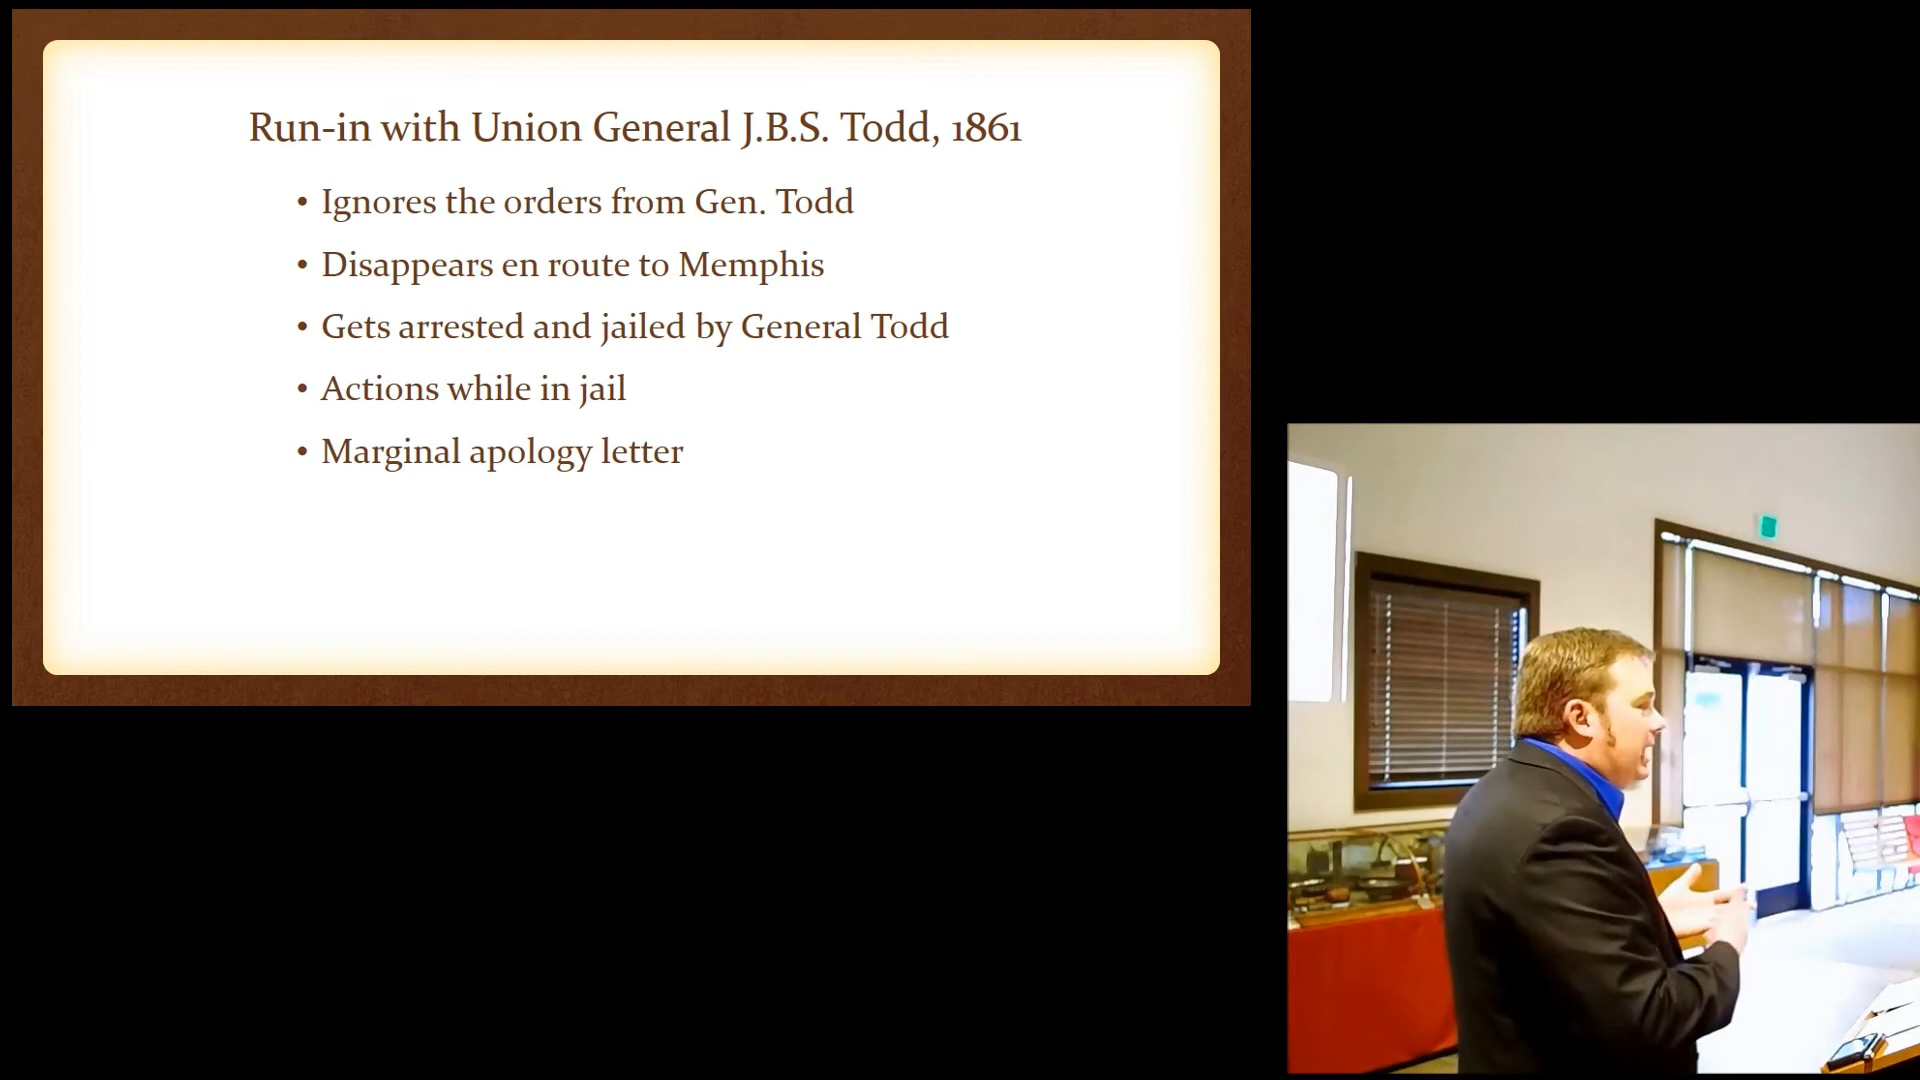 Run-in with Union General J.B.S. Todd, 1861
• Ignores the orders from Gen. Todd
• Disappears en route to Memphis
• Gets arrested and jailed by General Todd
• Actions while in jail
• Marginal apology letter